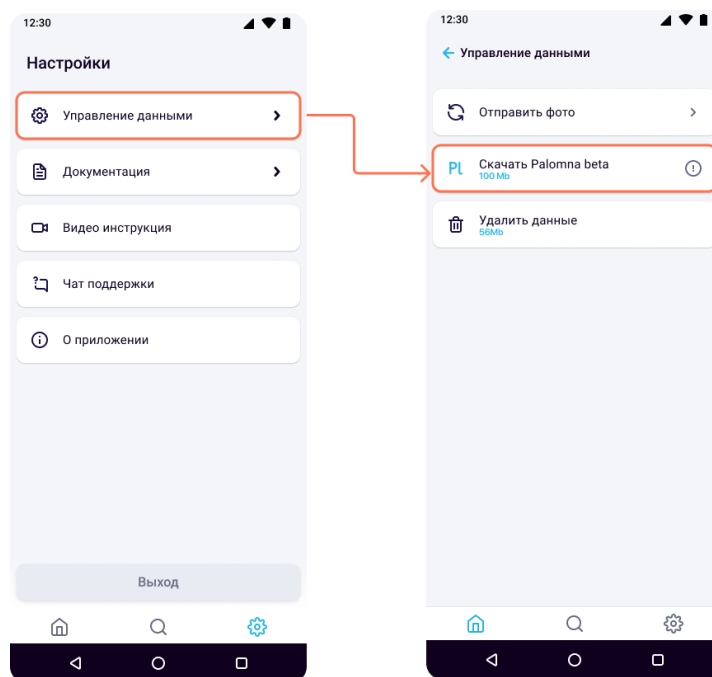 12:30
Настройки
Управление данными
Документация
Видео инструкция
Чат поддержки
О приложении
Выход
12:30
Управление данными
Отправить фото
PL Скачать Palomna beta
100 Mb
Удалить данные
56Mb